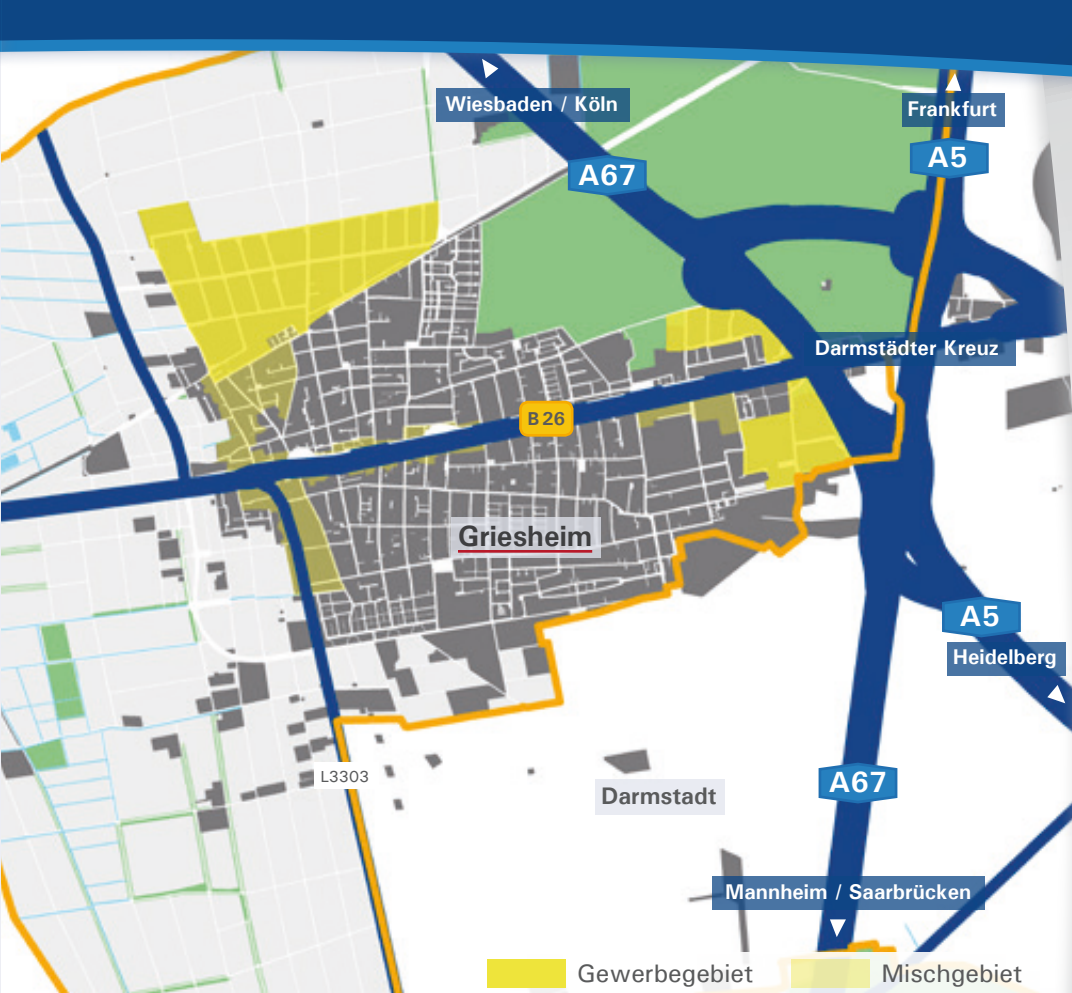 Wiesbaden / Köln
Frankfurt
A5
A67
Darmstädter Kreuz
B 26
Griesheim
A5
Heidelberg
L3303
A67
Darmstadt
Mannheim / Saarbrücken
Gewerbegebiet
Mischgebiet